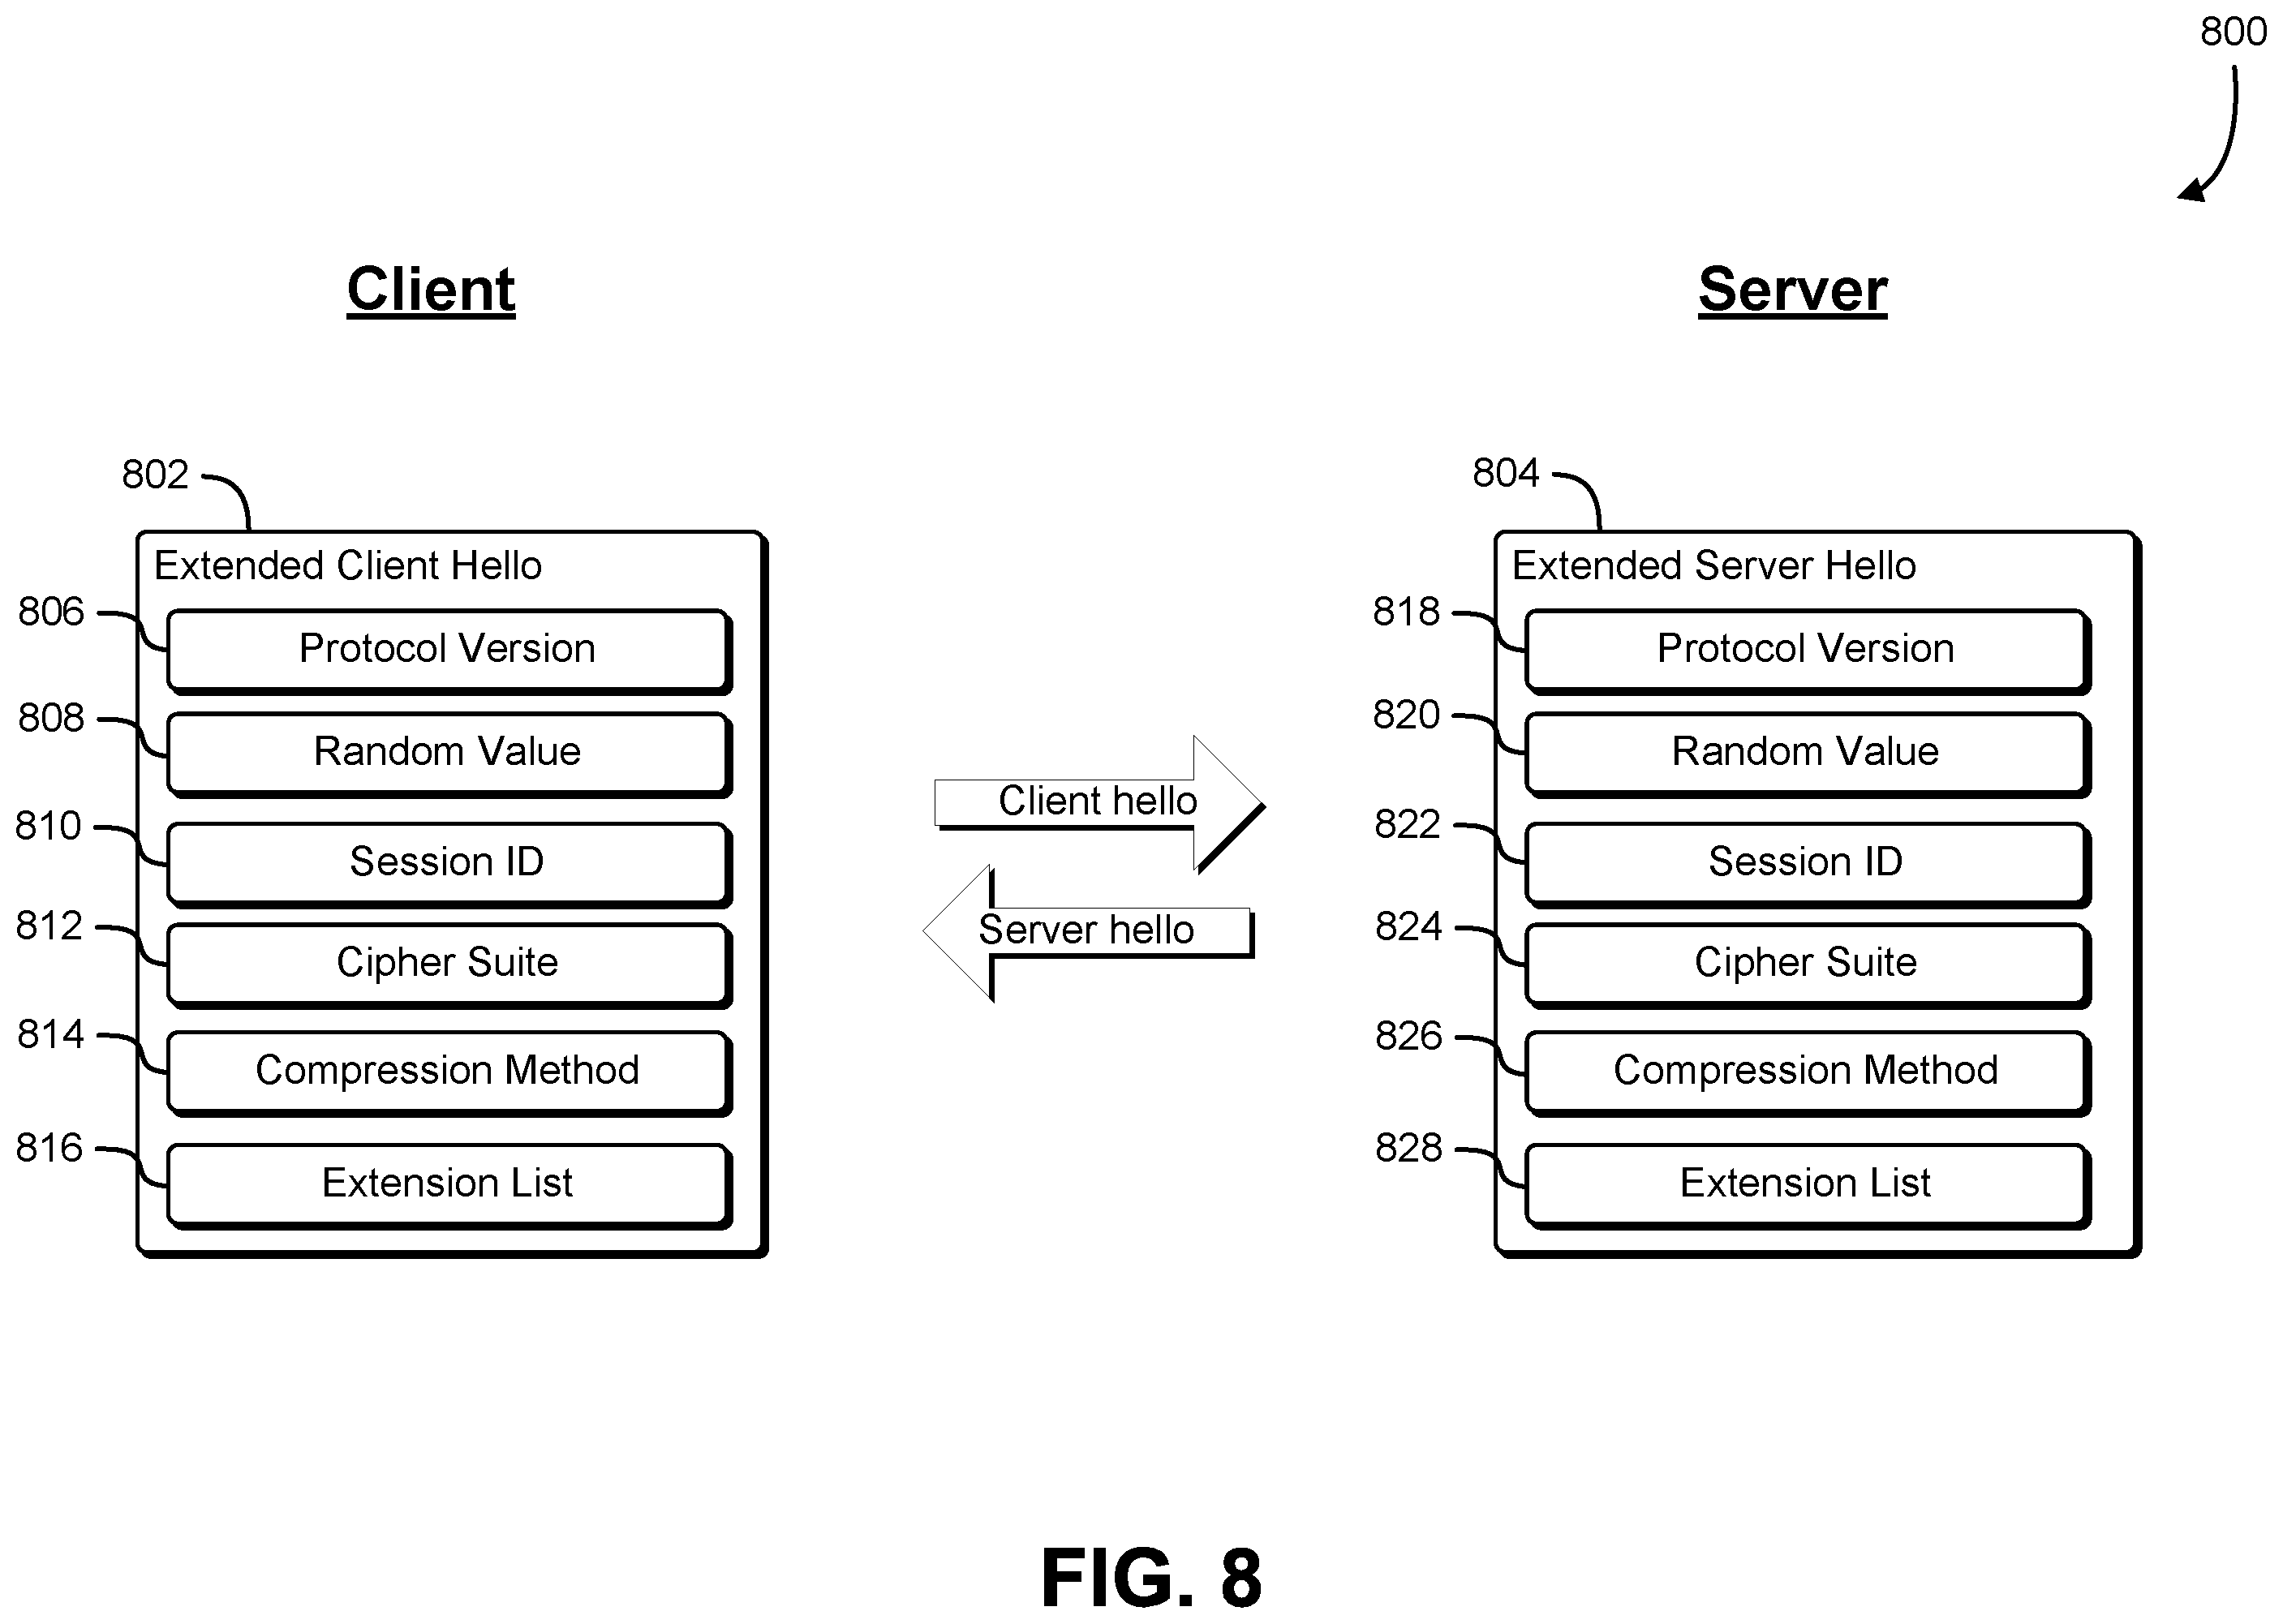 800
Client
Server
802
Extended Client Hello
806
Protocol Version
808
Random Value
810
Session ID
812
Cipher Suite
814
Compression Method
816
Extension List
Client hello
Server hello
804
Extended Server Hello
818
Protocol Version
820
Random Value
822
Session ID
824
Cipher Suite
826
Compression Method
828
Extension List
FIG. 8